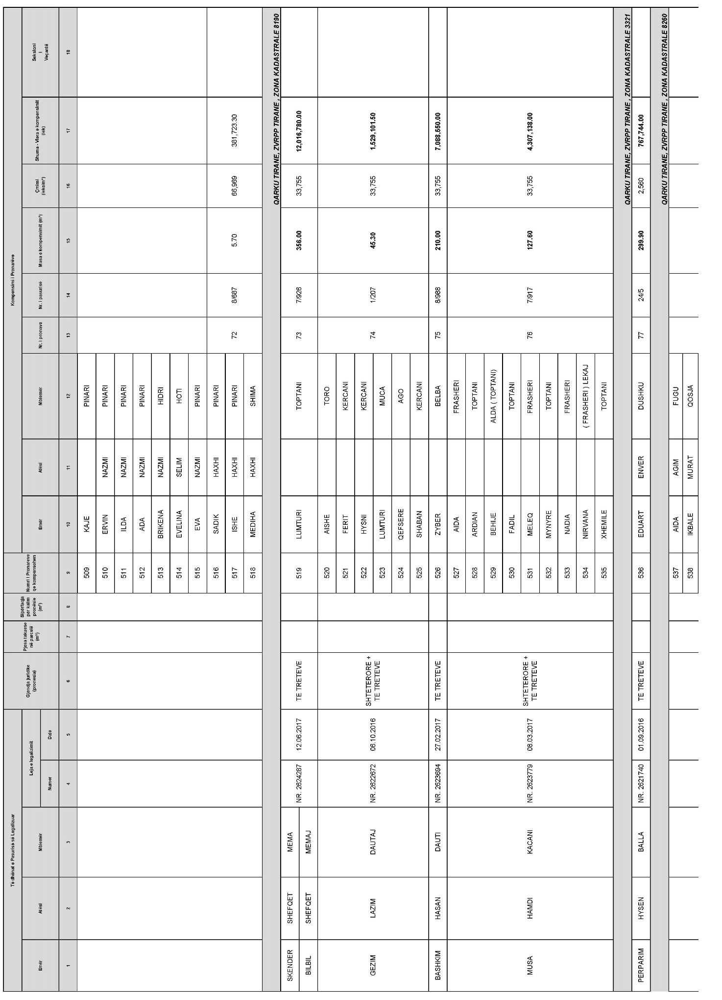 Të dhënat e Pasurisë së Legalizuar
Kompensimi i Pronarëve
Emër
Atësi
Mbiemër
Leja e legalizimit
Numer
Date
Gjendja juridike
(pronesia)
Pjesa takuese
në parcelë
(m²)
Sipërfaqja
për kalim
pronësie
(m²)
Numri i Pronareve
qe kompensohen
Emër
Atësi
Mbiemër
Nr. i pronave
Nr. i pasurisë
Masa e kompensimit (m²)
Çmimi
(leke/m²)
Shuma - Vlera e kompensimit
(lek)
Seksioni
i
Veçantë
1 2 3 4 5 6 7 8 9 10 11 12 13 14 15 16 17 18
509 KAJE PINARI
510 ERVIN NAZMI PINARI
511 ILDA NAZMI PINARI
512 ADA NAZMI PINARI
513 BRIKENA NAZMI HIDRI
514 EVELINA SELIM HOTI
515 EVA NAZMI PINARI
516 SADIK HAXHI PINARI
517 ISHE HAXHI PINARI 72 8/687 5.70 66,969 381,723.30
518 MEDIHA HAXHI SHIMA
QARKU TIRANE, ZVRPP TIRANE , ZONA KADASTRALE 8190
SKENDER SHEFQET MEMA
BILBIL SHEFQET MEMAJ
NR. 2624287 12.06.2017 TE TRETEVE 519 LUMTURI TOPTANI 73 7/926 356.00 33,755 12,016,780.00
GEZIM LAZIM DAUTAJ NR. 2622672 06.10.2016 SHTETERORE +
TE TRETEVE
74 1/207 45.30 33,755 1,529,101.50
520 AISHE TORO
521 FERIT KERCANI
522 HYSNI KERCANI
523 LUMTURI MUCA
524 QEFSERE AGO
525 SHABAN KERCANI
BASHKIM HASAN DAUTI NR. 2623694 27.02.2017 TE TRETEVE 526 ZYBER BELBA 75 8/988 210.00 33,755 7,088,550.00
MUSA HAMDI KACANI NR. 2623779 08.03.2017 SHTETERORE +
TE TRETEVE
76 7/917 127.60 33,755 4,307,138.00
527 AIDA FRASHERI
528 ARDIAN TOPTANI
529 BEHIJE ALDA ( TOPTANI)
530 FADIL TOPTANI
531 MELEQ FRASHERI
532 MYNYRE TOPTANI
533 NADIA FRASHERI
534 NIRVANA ( FRASHERI ) LEKAJ
535 XHEMILE TOPTANI
QARKU TIRANE, ZVRPP TIRANE , ZONA KADASTRALE 3321
PERPARIM HYSEN BALLA NR. 2621740 01.09.2016 TE TRETEVE 536 EDUART ENVER DUSHKU 77 24/5 299.90 2,560 767,744.00
QARKU TIRANE, ZVRPP TIRANE , ZONA KADASTRALE 8260
537 AIDA AGIM FUGU
538 IKBALE MURAT QOSJA